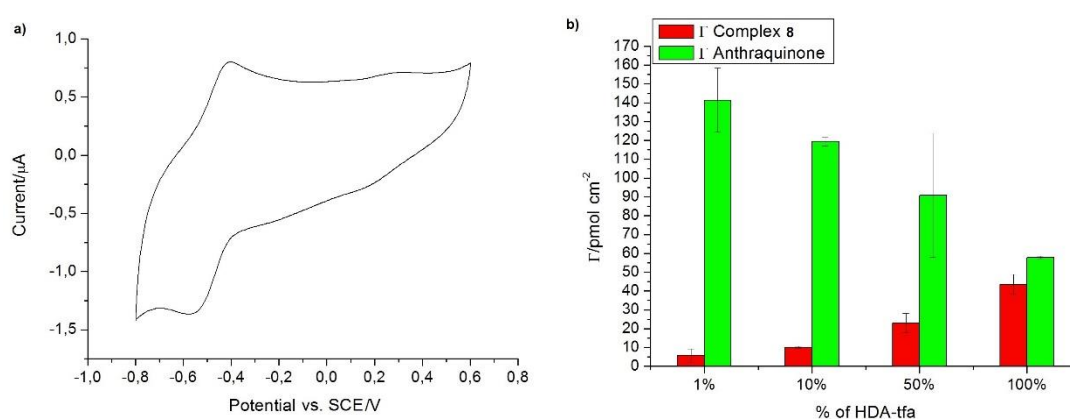 a)
1,0
0,5
0,0
-0,5
-1,0
-1,5
Current/μA
-1,0 -0,8 -0,6 -0,4 -0,2 0,0 0,2 0,4 0,6 0,8
Potential vs. SCE/V
b)
Γ Complex 8
Γ Anthraquinone
170
160
150
140
130
120
110
100
90
80
70
60
50
40
30
20
10
0
Γ/pmol cm-2
1% 10% 50% 100%
% of HDA-tfa